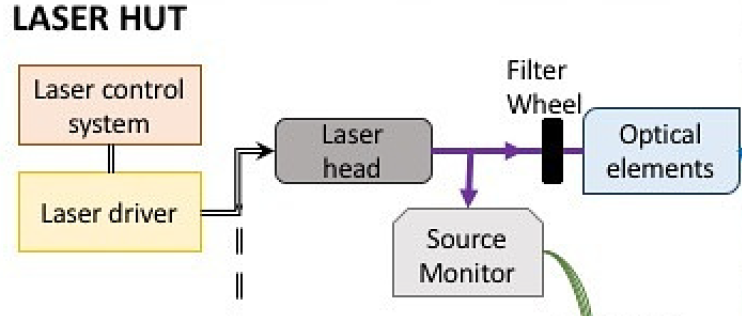 LASER HUT
Laser control
system
Laser driver
Laser
head
Filter
Wheel
Optical
elements
Source
Monitor